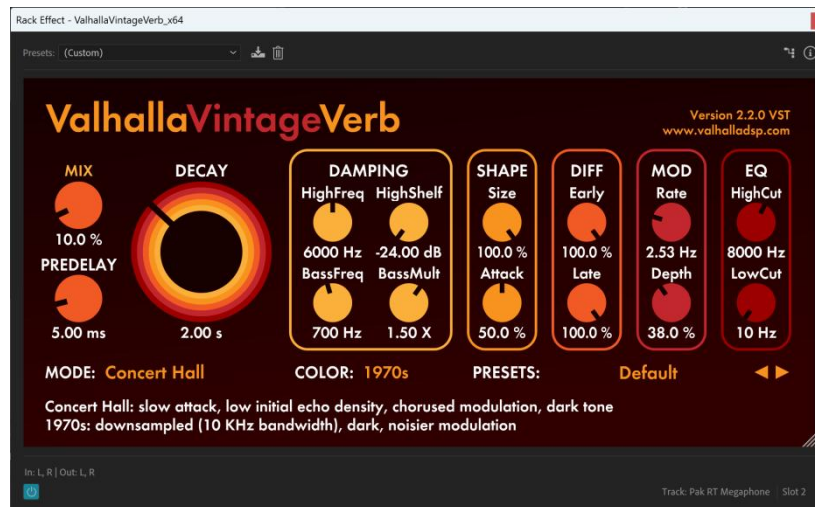 Rack Effect - ValhallaVintageVerb_x64
Presets: (Custom)
ValhallaVintageVerb
Version 2.2.0 VST
www.valhalladsp.com
MIX DECAY DAMPING SHAPE DIFF MOD EQ
HighFreq HighShelf Size Early Rate HighCut
10.0 % 6000 Hz -24.00 dB 100.0 % 100.0 % 2.53 Hz 8000 Hz
PREDELAY BassFreq BassMult Attack Late Depth LowCut
5.00 ms 2.00 s 700 Hz 1.50 X 50.0 % 100.0 % 38.0 % 10 Hz
MODE: Concert Hall COLOR: 1970s PRESETS: Default
Concert Hall: slow attack, low initial echo density, chorused modulation, dark tone
1970s: downsampled (10 KHz bandwidth), dark, noisier modulation
In: L, R | Out: L, R
Track: Pak RT Megaphone Slot 2